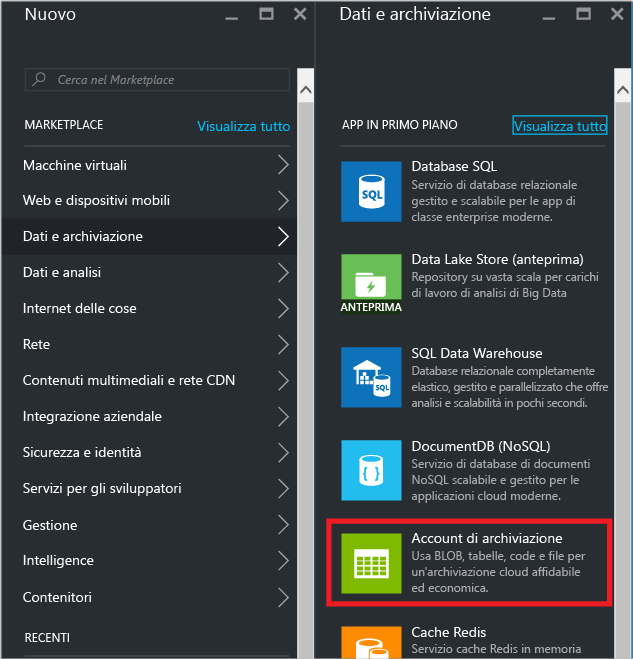 Nuovo
Cerca nel Marketplace
MARKETPLACE
Visualizza tutto
Macchine virtuali
Web e dispositivi mobili
Dati e archiviazione
Dati e analisi
Internet delle cose
Rete
Contenuti multimediali e rete CDN
Integrazione aziendale
Sicurezza e identità
Servizi per gli sviluppatori
Gestione
Intelligence
Contenitori
RECENTI
Dati e archiviazione
APP IN PRIMO PIANO
Visualizza tutto
SQL
Database SQL
Servizio di database relazionale
gestito e scalabile per le app di
classe enterprise moderne.
ANTEPRIMA
Data Lake Store (anteprima)
Repository su vasta scala per carichi
di lavoro di analisi di Big Data
SQL
SQL Data Warehouse
Database relazionale completamente
elastico, gestito e parallelizzato che offre
analisi e scalabilità in pochi secondi.
{ }
DocumentDB (NoSQL)
Servizio di database di documenti
NoSQL scalabile e gestito per le
applicazioni cloud moderne.
Account di archiviazione
Usa BLOB, tabelle, code e file per
un'archiviazione cloud affidabile
ed economica.
Cache Redis
Servizio cache Redis in memoria